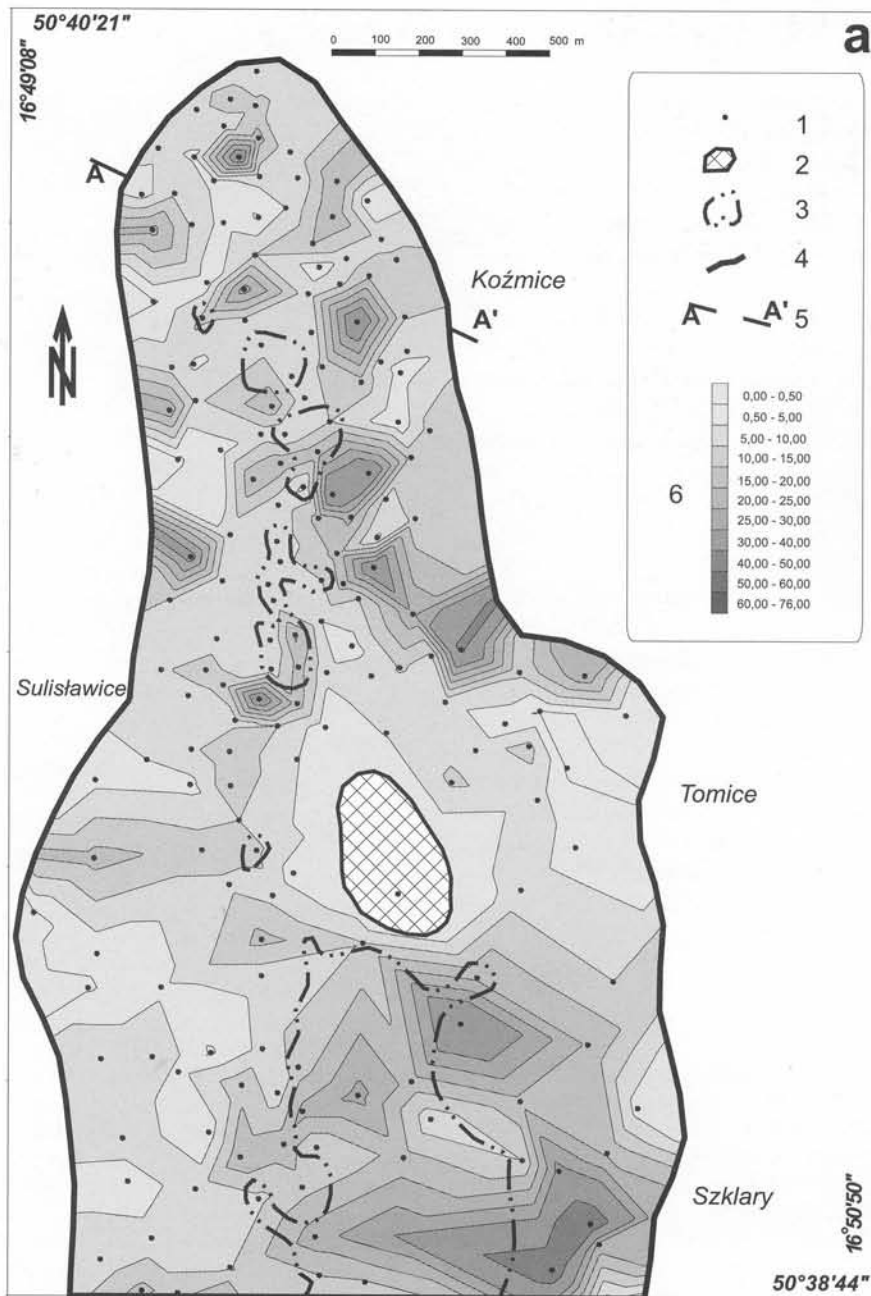 50°40'21"
16°49'08"
0 100 200 300 400 500 m
a
1
2
3
4
A A' 5
6
0,00 - 0,50
0,50 - 5,00
5,00 - 10,00
10,00 - 15,00
15,00 - 20,00
20,00 - 25,00
25,00 - 30,00
30,00 - 40,00
40,00 - 50,00
50,00 - 60,00
60,00 - 76,00
A
Koźmice
A'
N
Sulisławice
Tomice
Szklary
16°50'50"
50°38'44"